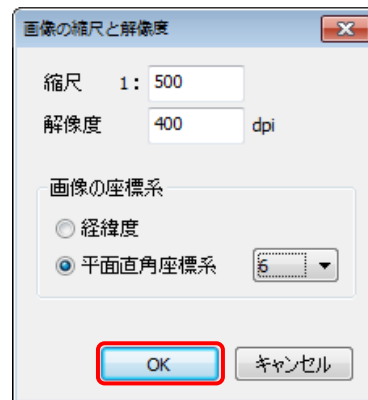 画像の縮尺と解像度
縮尺 1: 500
解像度 400 dpi
画像の座標系
経緯度
平面直角座標系 6
OK キャンセル